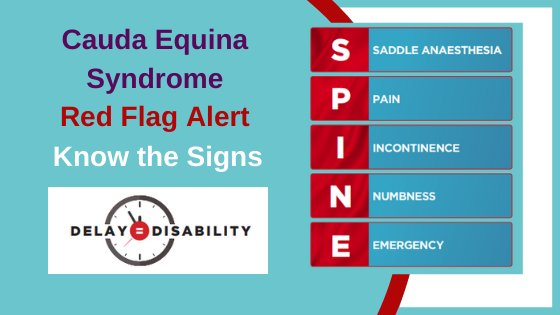 Cauda Equina
Syndrome
Red Flag Alert
Know the Signs
DELAY = DISABILITY
S SADDLE ANAESTHESIA
P PAIN
I INCONTINENCE
N NUMBNESS
E EMERGENCY